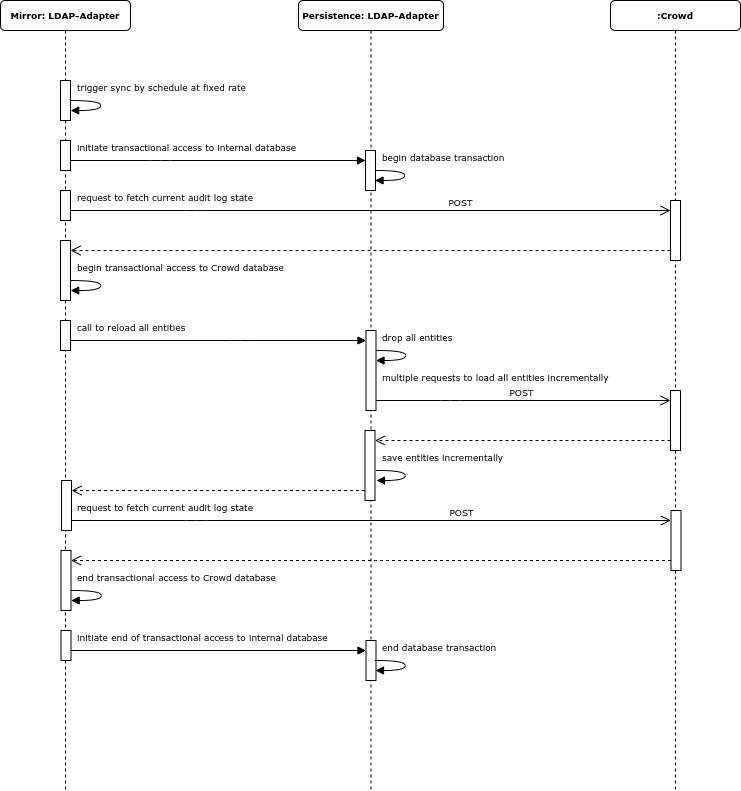 Mirror: LDAP-Adapter
Persistence: LDAP-Adapter
:Crowd
trigger sync by schedule at fixed rate
initiate transactional access to internal database
begin database transaction
request to fetch current audit log state
POST
begin transactional access to Crowd database
call to reload all entities
drop all entities
multiple requests to load all entities incrementally
POST
save entities incrementally
request to fetch current audit log state
POST
end transactional access to Crowd database
initiate end of transactional access to internal database
end database transaction